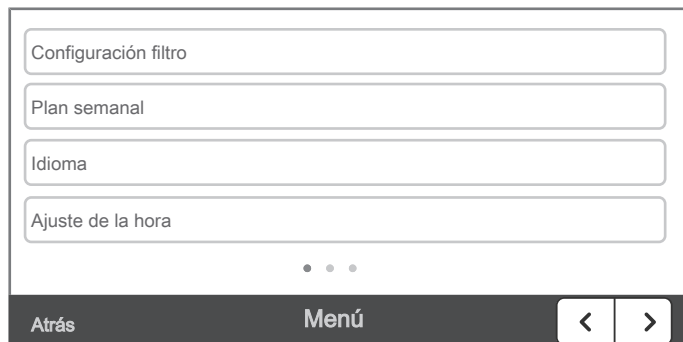 Configuración filtro
Plan semanal
Idioma
Ajuste de la hora
Atrás
Menú